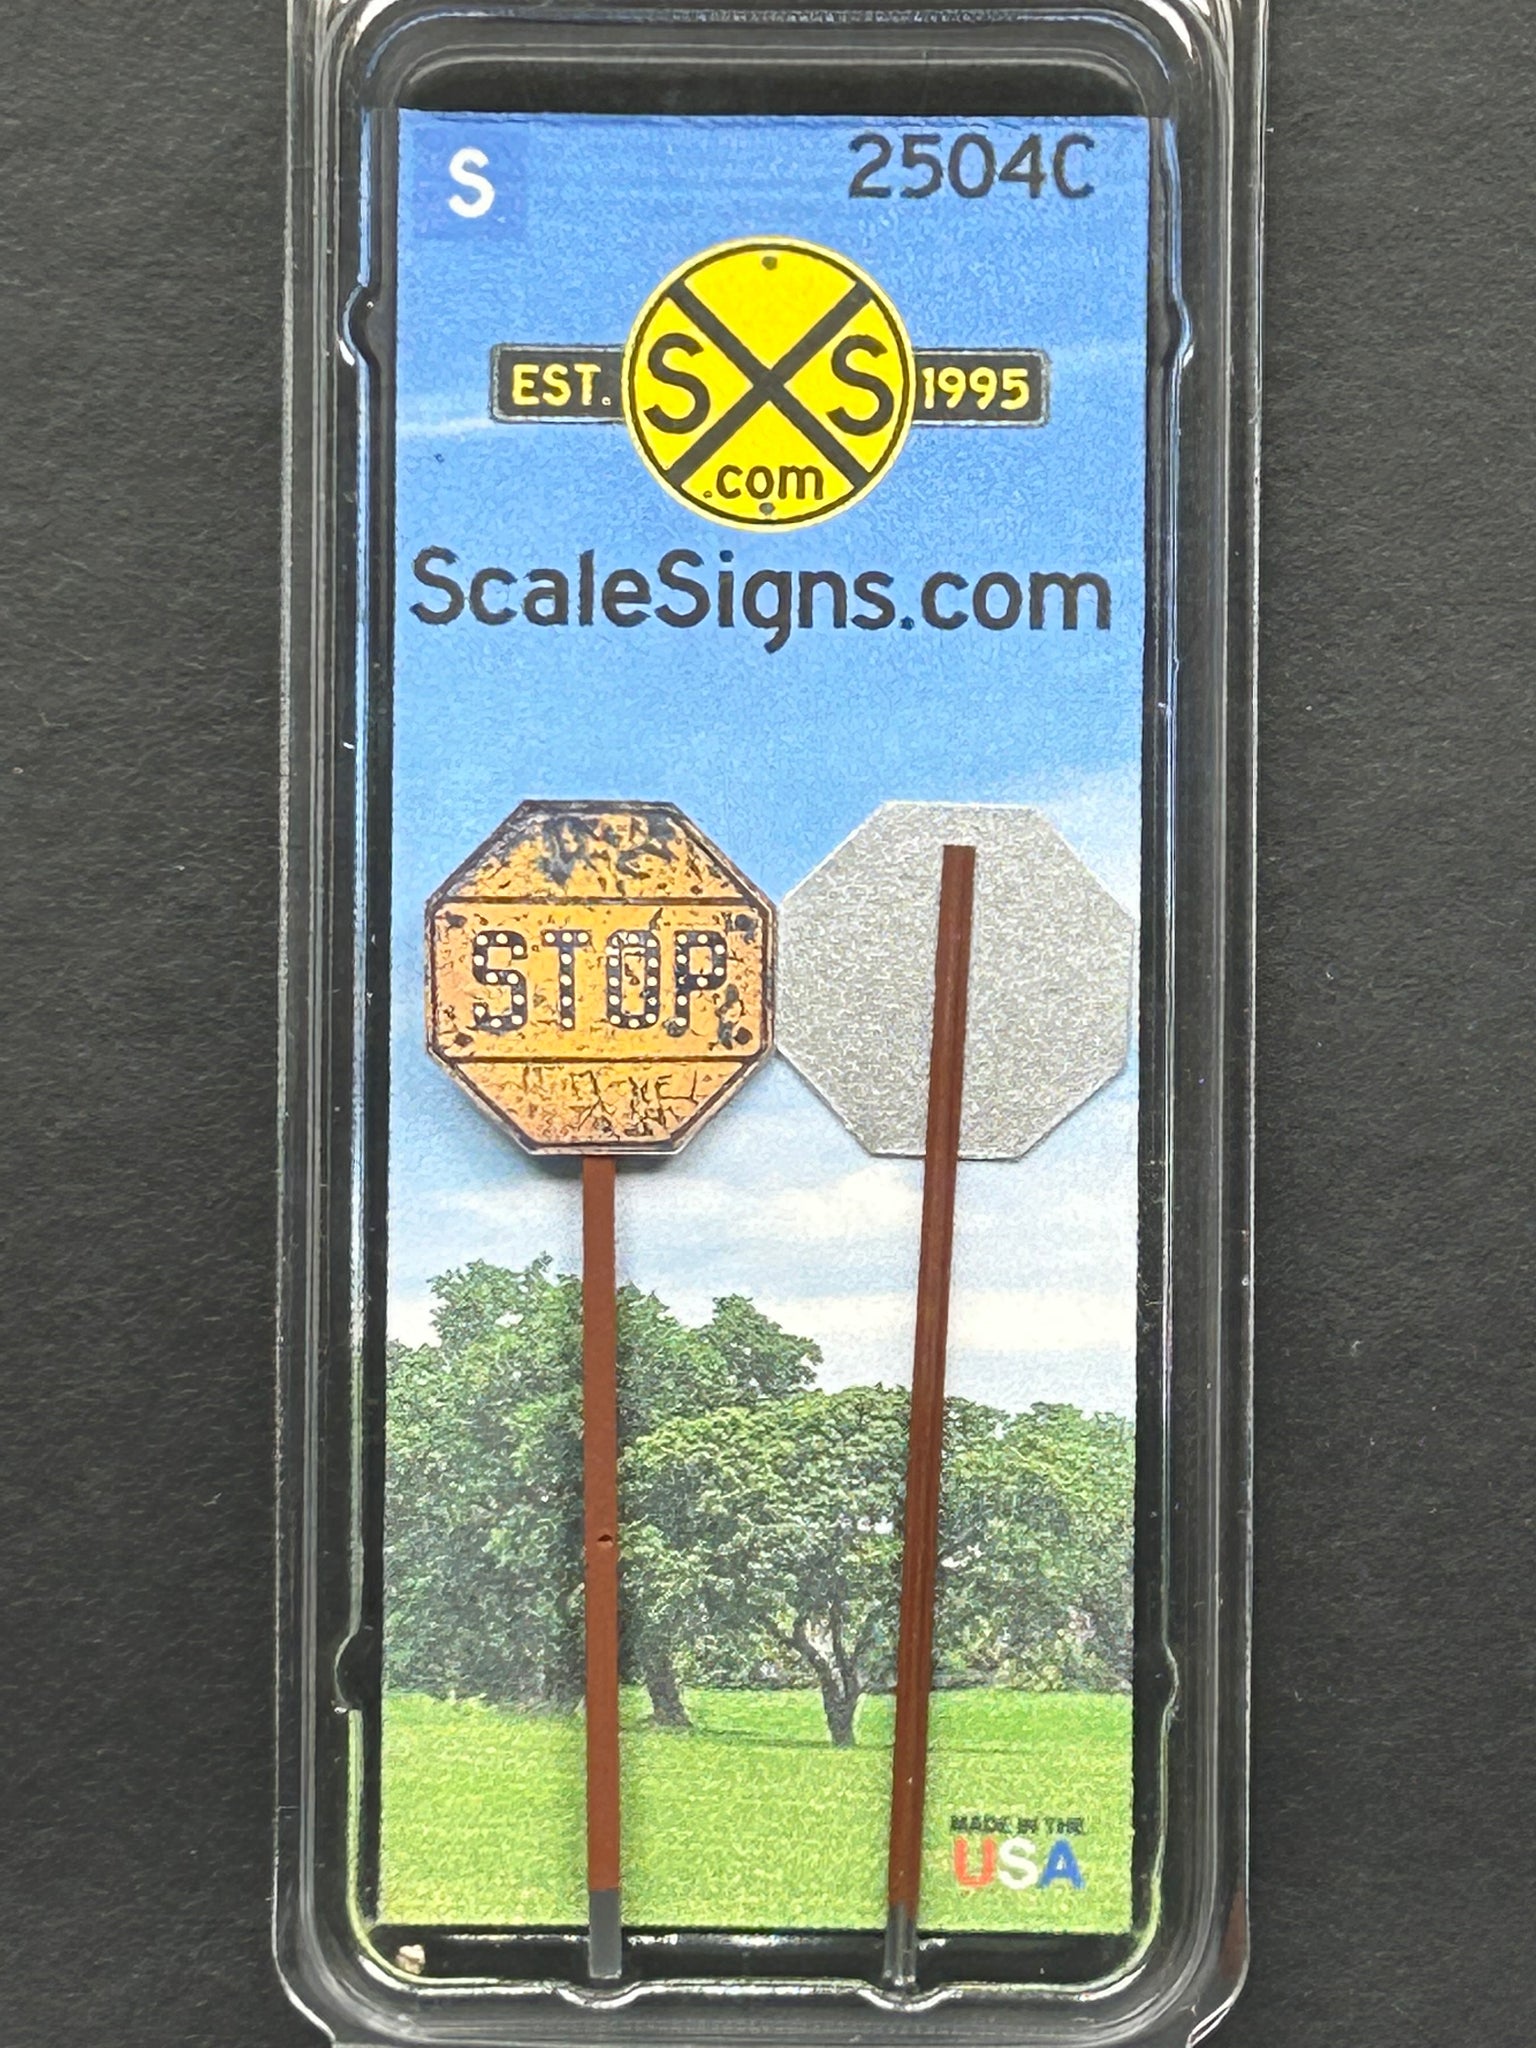 S
2504C
EST. S S 1995
.com
ScaleSigns.com
STOP
MADE IN THE
USA